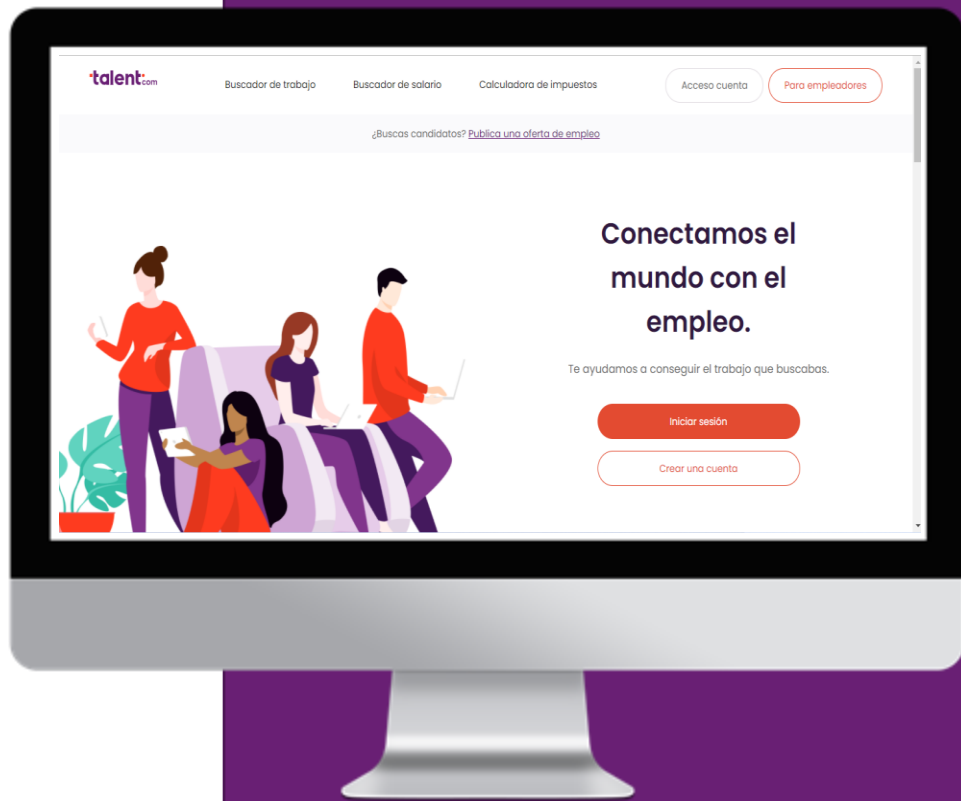 talent.com
Buscador de trabajo
Buscador de salario
Calculadora de impuestos
Acceso cuenta
Para empleadores
¿Buscas candidatos? Publica una oferta de empleo
Conectamos el
mundo con el
empleo.
Te ayudamos a conseguir el trabajo que buscabas.
Iniciar sesión
Crear una cuenta